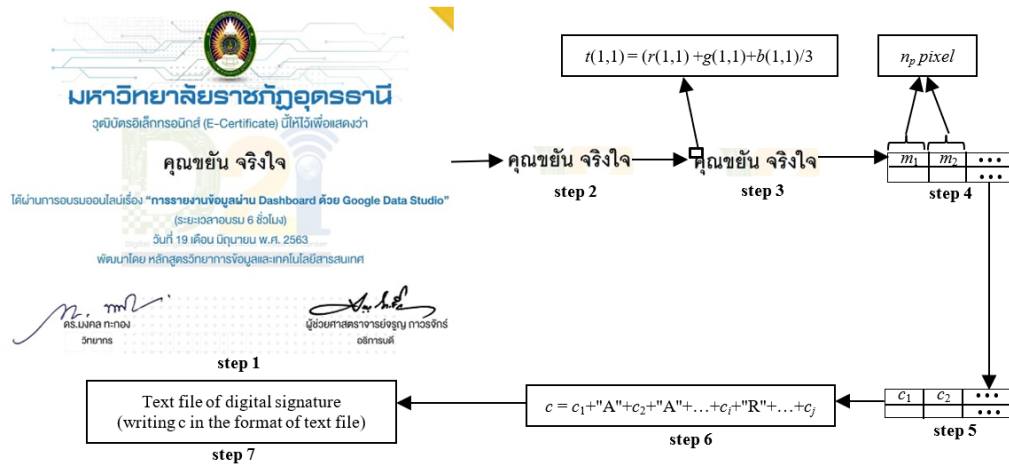 มหาวิทยาลัยราชภัฏอุดรธานี
วุฒิบัตรอิเล็กทรอนิกส์ (E-Certificate) นี้ให้ไว้เพื่อแสดงว่า
คุณขยัน จริงใจ
ได้ผ่านการอบรมออนไลน์เรื่อง "การรายงานข้อมูลผ่าน Dashboard ด้วย Google Data Studio"
(ระยะเวลาอบรม 6 ชั่วโมง)
วันที่ 19 เดือน มิถุนายน พ.ศ. 2563
พัฒนาโดย หลักสูตรวิทยาการข้อมูลและเทคโนโลยีสารสนเทศ
ดร.มงคล ทะกอง
วิทยากร
ผู้ช่วยศาสตราจารย์จรูญ ถาวรจักร์
อธิการบดี
step 1
คุณขยัน จริงใจ
step 2
t(1,1) = (r(1,1) +g(1,1)+b(1,1)/3
คุณขยัน จริงใจ
step 3
np pixel
m1 m2 •••
•••
step 4
c1 c2 •••
•••
step 5
c = c1+"A"+c2+"A"+…+ci+"R"+…+cj
step 6
Text file of digital signature
(writing c in the format of text file)
step 7